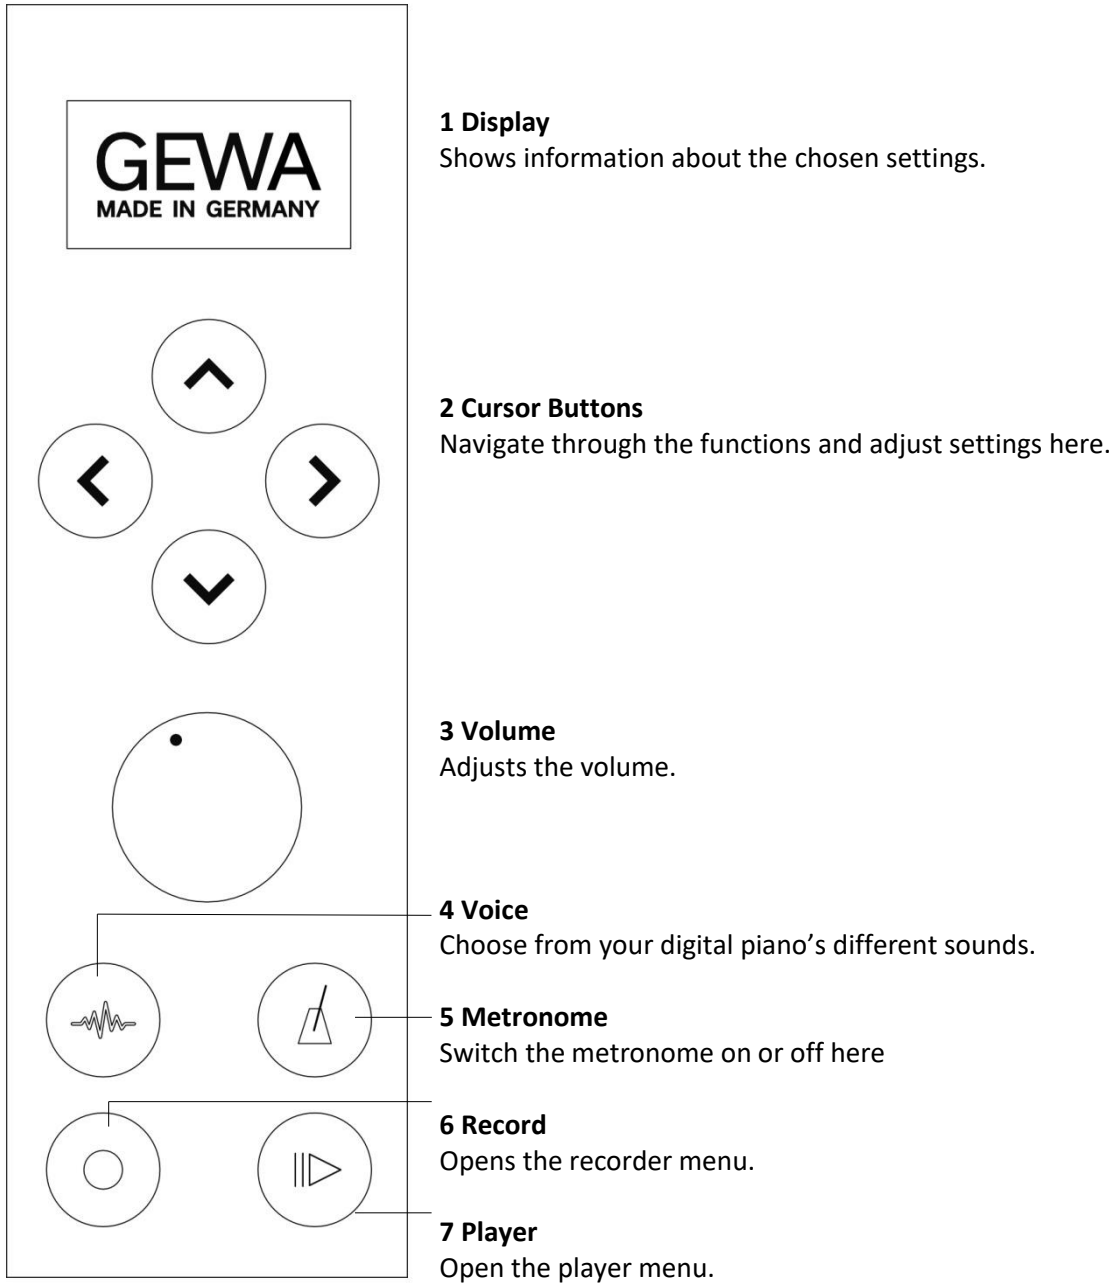 GEWA
MADE IN GERMANY
1 Display
Shows information about the chosen settings.
2 Cursor Buttons
Navigate through the functions and adjust settings here.
3 Volume
Adjusts the volume.
4 Voice
Choose from your digital piano’s different sounds.
5 Metronome
Switch the metronome on or off here
6 Record
Opens the recorder menu.
7 Player
Open the player menu.